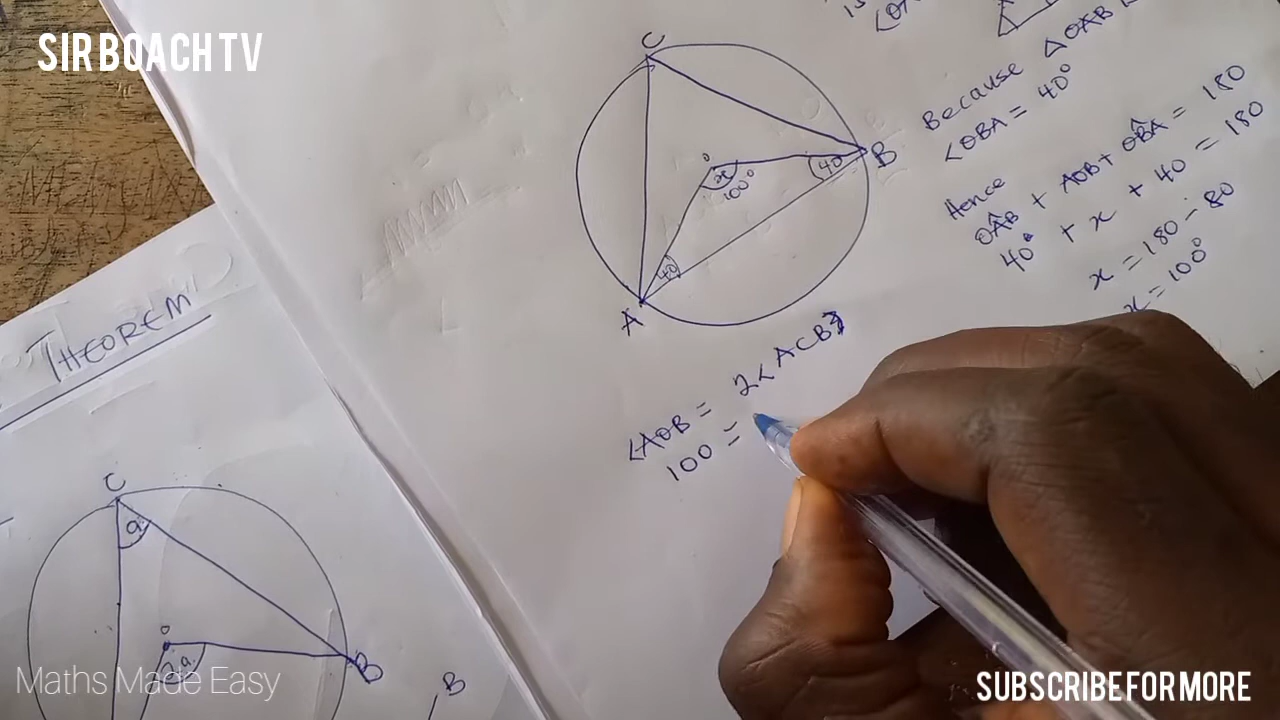 SIR BOACH TV
Because △OAB
<OBA = 40°
Hence
OÂB + AOB + OB̂A = 180
40° + x + 40 = 180
x = 180 - 80
x = 100°
C
O
x
100°
40
B
40
A
<AOB = 2<ACB
100 =
THEOREM
C
a
O
2a
B
B
Maths Made Easy
SUBSCRIBE FOR MORE